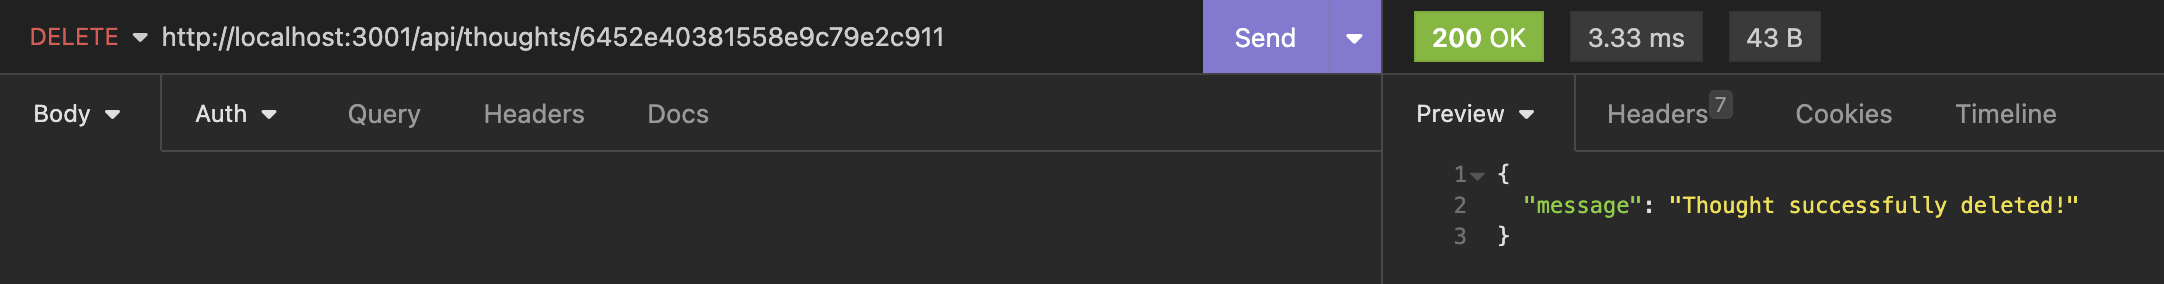 DELETE http://localhost:3001/api/thoughts/6452e40381558e9c79e2c911 Send 200 OK 3.33 ms 43 B
Body Auth Query Headers Docs Preview Headers 7 Cookies Timeline
1 {
2 "message": "Thought successfully deleted!"
3 }